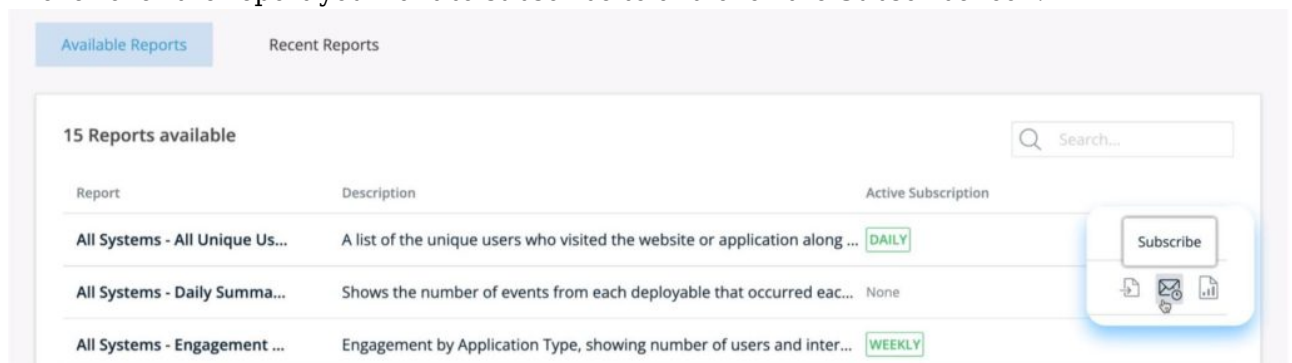 Available Reports Recent Reports
15 Reports available Search...
Report Description Active Subscription
All Systems - All Unique Us... A list of the unique users who visited the website or application along ... DAILY
Subscribe
All Systems - Daily Summa... Shows the number of events from each deployable that occurred eac... None
All Systems - Engagement ... Engagement by Application Type, showing number of users and inter... WEEKLY